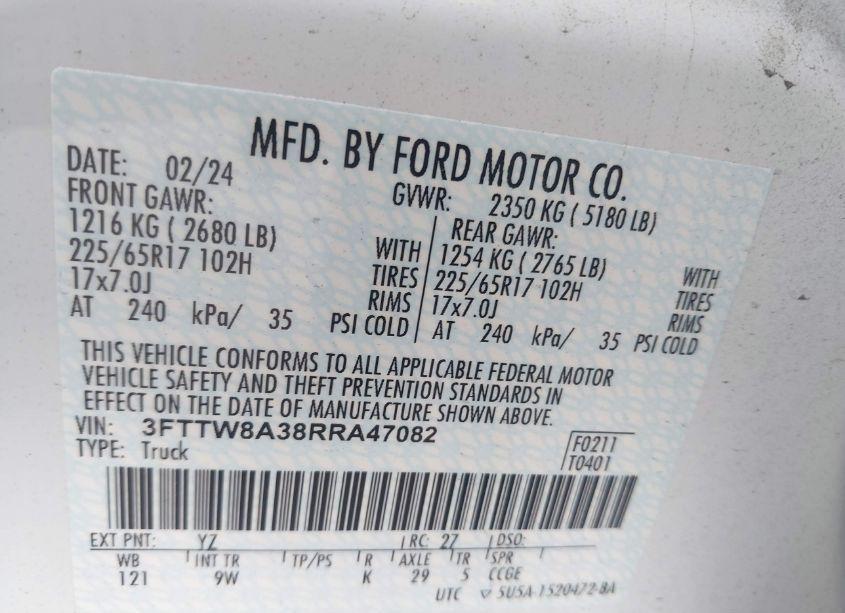 MFD. BY FORD MOTOR CO.
DATE: 02/24 GVWR: 2350 KG ( 5180 LB)
FRONT GAWR: REAR GAWR:
1216 KG ( 2680 LB) WITH 1254 KG ( 2765 LB) WITH
225/65R17 102H TIRES 225/65R17 102H TIRES
17x7.0J RIMS 17x7.0J RIMS
AT 240 kPa/ 35 PSI COLD AT 240 kPa/ 35 PSI COLD
THIS VEHICLE CONFORMS TO ALL APPLICABLE FEDERAL MOTOR
VEHICLE SAFETY AND THEFT PREVENTION STANDARDS IN
EFFECT ON THE DATE OF MANUFACTURE SHOWN ABOVE.
VIN: 3FTTW8A38RRA47082 F0211
TYPE: Truck T0401
EXT PNT: YZ RC: 27 DSO:
WB INT TR TP/PS R AXLE TR SPR
121 9W K 29 5 CCGE
UTC ▽ 5U5A-1520472-BA